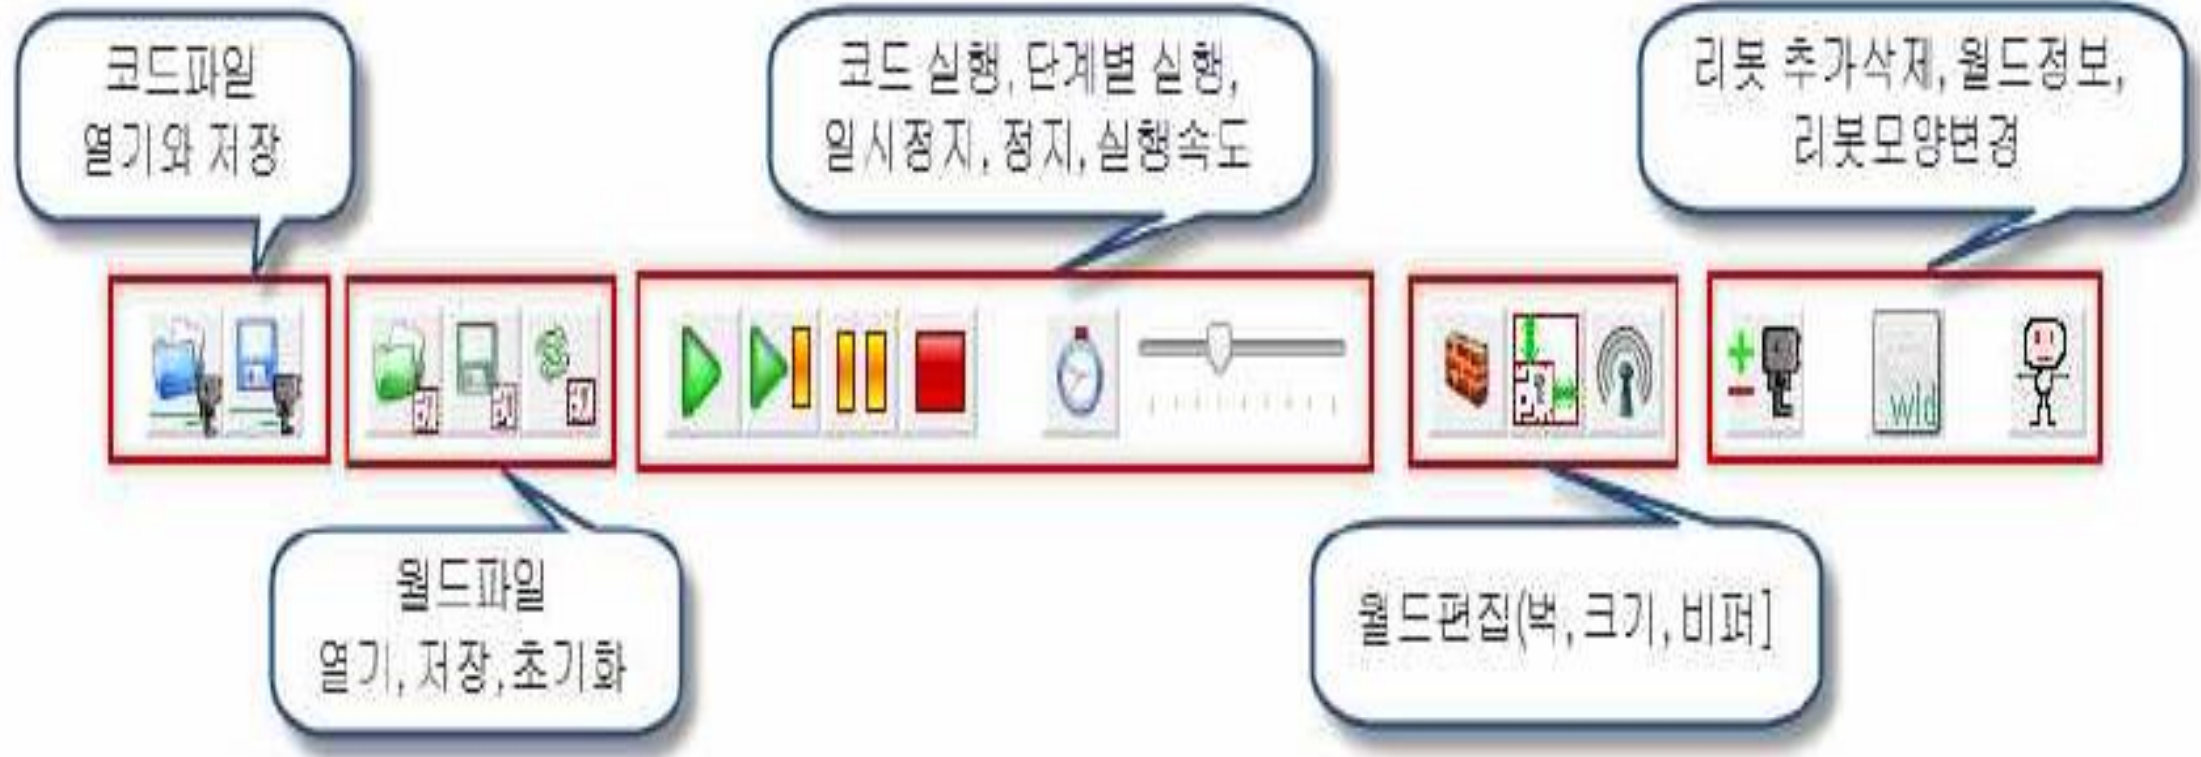 코드파일
열기와 저장
코드 실행, 단계별 실행,
일시정지, 정지, 실행속도
리봇 추가삭제, 월드정보,
리봇모양변경
wld
월드파일
열기, 저장, 초기화
월드편집(벽, 크기, 비퍼]